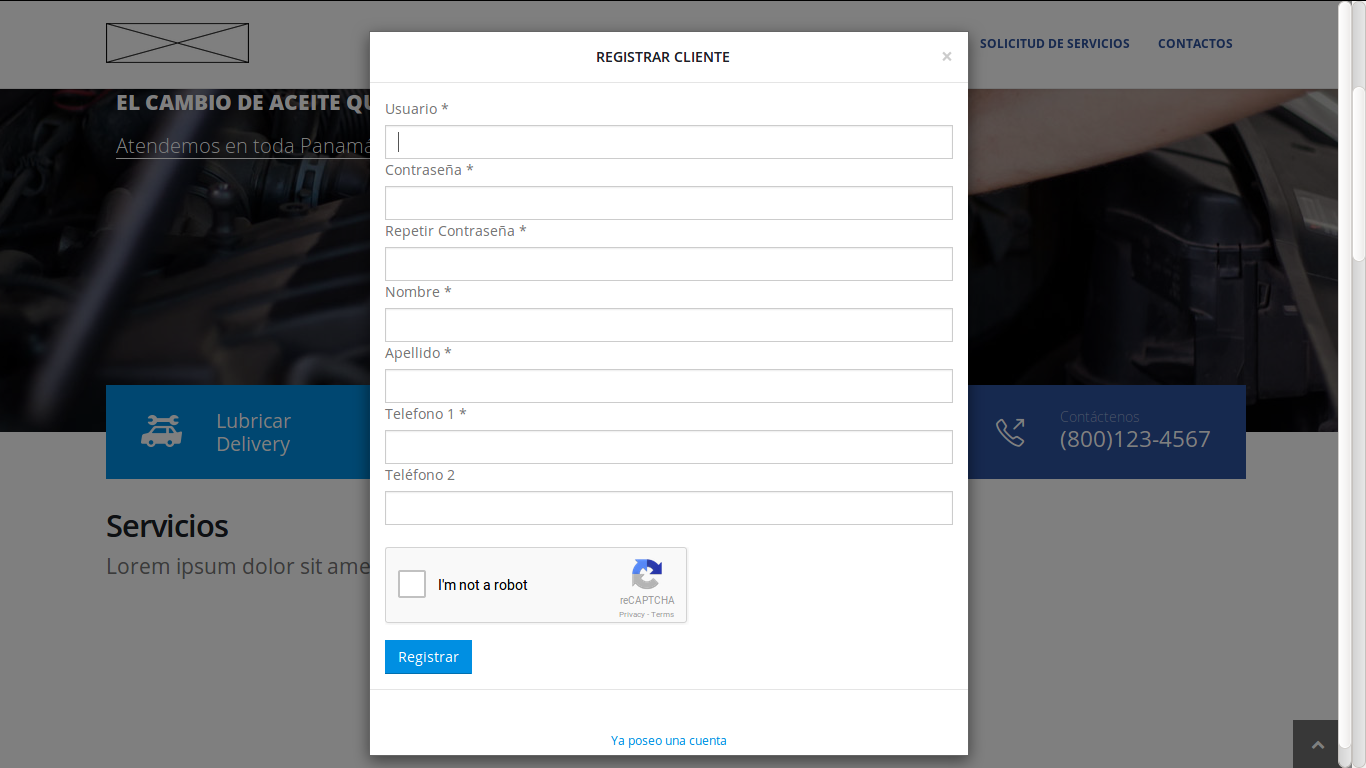 SOLICITUD DE SERVICIOS
CONTACTOS
EL CAMBIO DE ACEITE QU
Atendemos en toda Panamá
REGISTRAR CLIENTE
×
Usuario *
Contraseña *
Repetir Contraseña *
Nombre *
Apellido *
Telefono 1 *
Teléfono 2
I'm not a robot
reCAPTCHA
Privacy - Terms
Registrar
Ya poseo una cuenta
Lubricar
Delivery
Contáctenos
(800)123-4567
Servicios
Lorem ipsum dolor sit ame